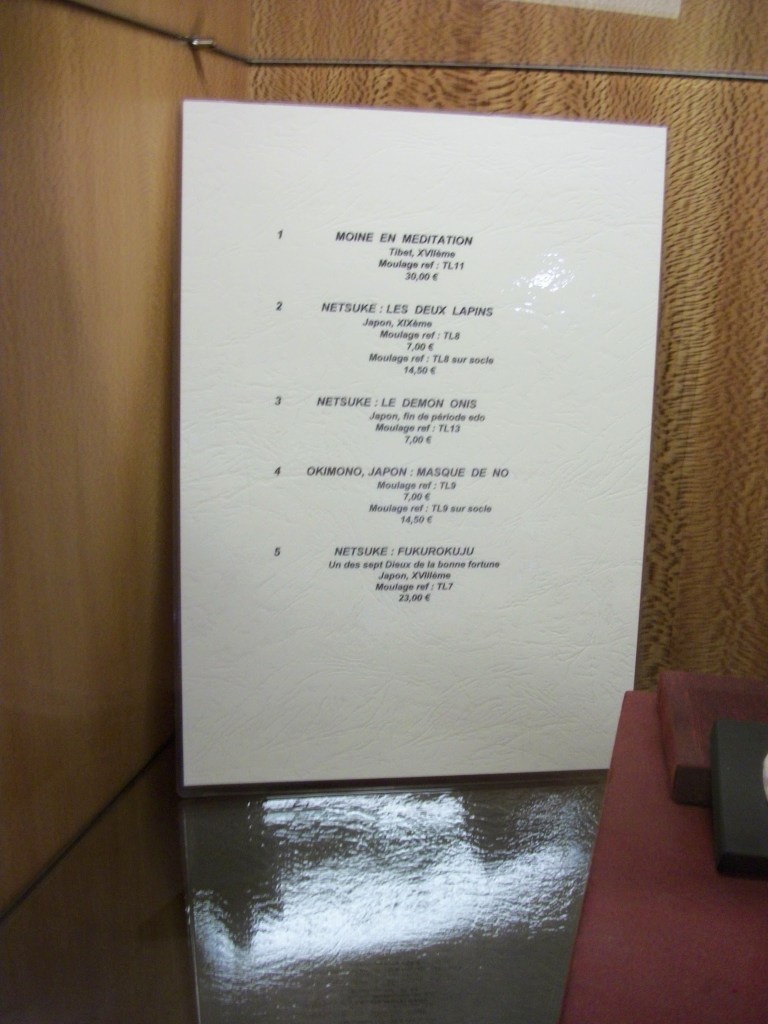 1 MOINE EN MEDITATION
Tibet, XVIIème
Moulage ref : TL11
30,00 €
2 NETSUKE : LES DEUX LAPINS
Japon, XIXème
Moulage ref : TL8
7,00 €
Moulage ref : TL8 sur socle
14,50 €
3 NETSUKE : LE DEMON ONIS
Japon, fin de période edo
Moulage ref : TL13
7,00 €
4 OKIMONO, JAPON : MASQUE DE NO
Moulage ref : TL9
7,00 €
Moulage ref : TL9 sur socle
14,50 €
5 NETSUKE : FUKUROKUJU
Un des sept Dieux de la bonne fortune
Japon, XVIIIème
Moulage ref : TL7
23,00 €